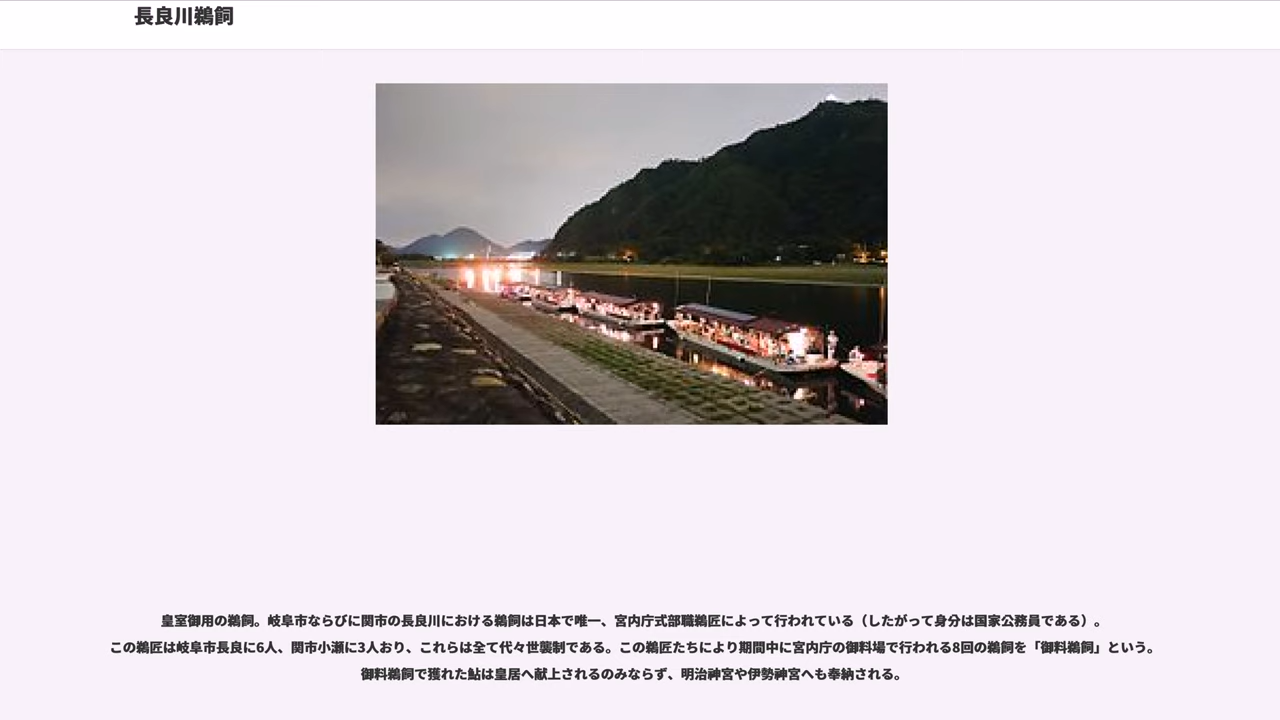 長良川鵜飼
皇室御用の鵜飼。岐阜市ならびに関市の長良川における鵜飼は日本で唯一、宮内庁式部職鵜匠によって行われている（したがって身分は国家公務員である）。
この鵜匠は岐阜市長良に6人、関市小瀬に3人おり、これらは全て代々世襲制である。この鵜匠たちにより期間中に宮内庁の御料場で行われる8回の鵜飼を「御料鵜飼」という。
御料鵜飼で獲れた鮎は皇居へ献上されるのみならず、明治神宮や伊勢神宮へも奉納される。